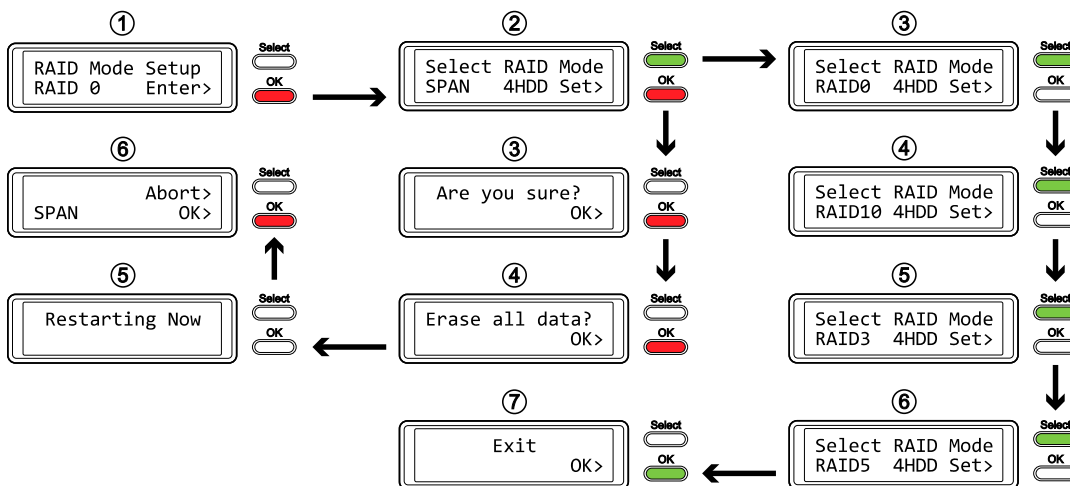 ①
RAID Mode Setup
RAID 0 Enter>
Select
OK
②
Select RAID Mode
SPAN 4HDD Set>
Select
OK
③
Select RAID Mode
RAID0 4HDD Set>
Select
OK
⑥
Abort>
SPAN OK>
Select
OK
③
Are you sure?
OK>
Select
OK
④
Select RAID Mode
RAID10 4HDD Set>
Select
OK
⑤
Restarting Now
Select
OK
④
Erase all data?
OK>
Select
OK
⑤
Select RAID Mode
RAID3 4HDD Set>
Select
OK
⑦
Exit
OK>
Select
OK
⑥
Select RAID Mode
RAID5 4HDD Set>
Select
OK